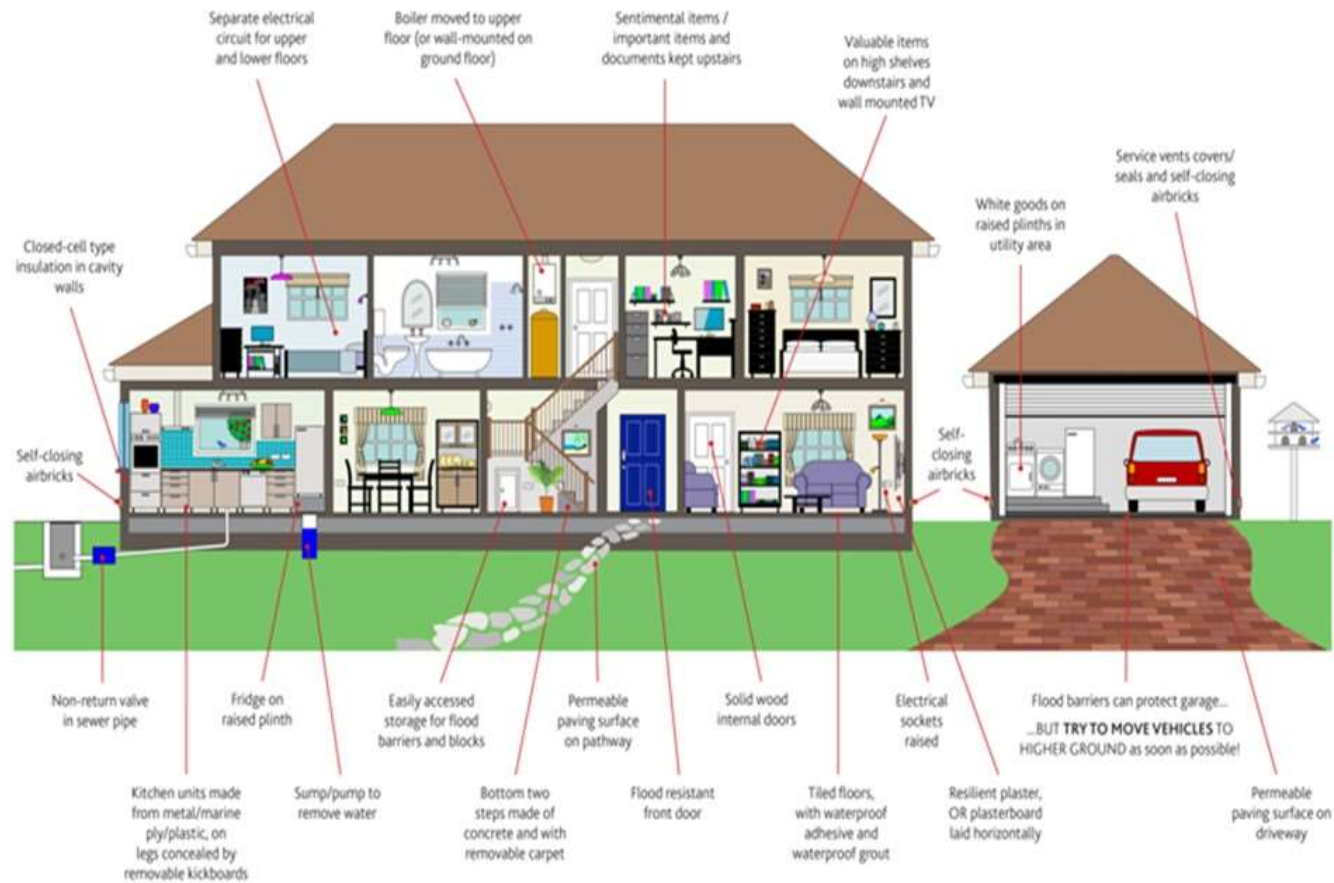 Separate electrical
circuit for upper
and lower floors
Boiler moved to upper
floor (or wall-mounted on
ground floor)
Sentimental items /
important items and
documents kept upstairs
Valuable items
on high shelves
downstairs and
wall mounted TV
Service vents covers/
seals and self-closing
airbricks
White goods on
raised plinths in
utility area
Closed-cell type
insulation in cavity
walls
Self-closing
airbricks
Self-
closing
airbricks
Non-return valve
in sewer pipe
Fridge on
raised plinth
Easily accessed
storage for flood
barriers and blocks
Permeable
paving surface
on pathway
Solid wood
internal doors
Electrical
sockets
raised
Flood barriers can protect garage...
...BUT TRY TO MOVE VEHICLES TO
HIGHER GROUND as soon as possible!
Kitchen units made
from metal/marine
ply/plastic, on
legs concealed by
removable kickboards
Sump/pump to
remove water
Bottom two
steps made of
concrete and with
removable carpet
Flood resistant
front door
Tiled floors,
with waterproof
adhesive and
waterproof grout
Resilient plaster,
OR plasterboard
laid horizontally
Permeable
paving surface on
driveway